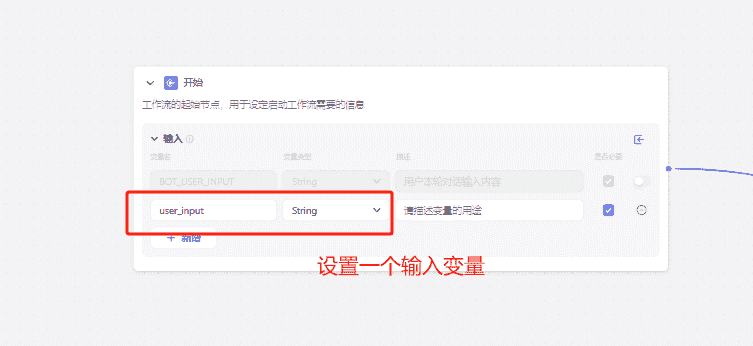 开始
工作流的起始节点，用于设定启动工作流需要的信息
输入
变量名 变量类型 描述 是否必要
BOT_USER_INPUT String 用户本轮对话输入内容
user_input String 请描述变量的用途
+ 新增
设置一个输入变量